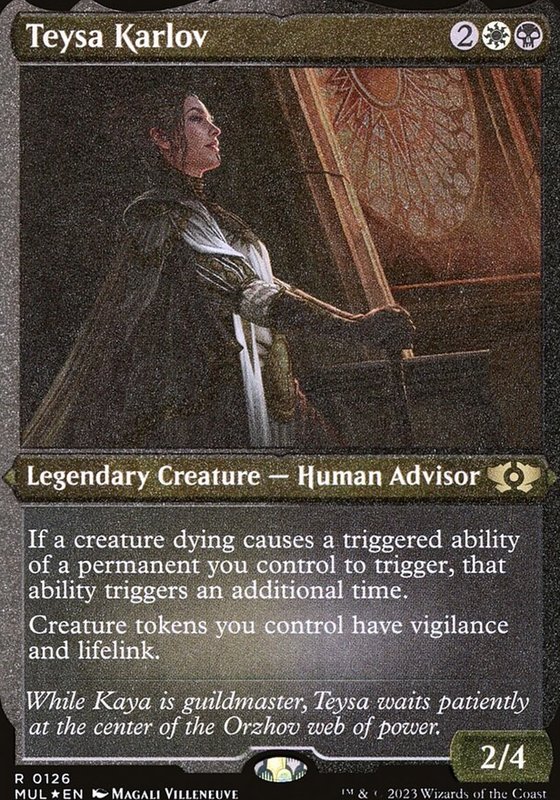 Teysa Karlov 2
Legendary Creature — Human Advisor
If a creature dying causes a triggered ability
of a permanent you control to trigger, that
ability triggers an additional time.
Creature tokens you control have vigilance
and lifelink.
While Kaya is guildmaster, Teysa waits patiently
at the center of the Orzhov web of power.
2/4
R 0126
MUL ★ EN Magali Villeneuve
™ & © 2023 Wizards of the Coast